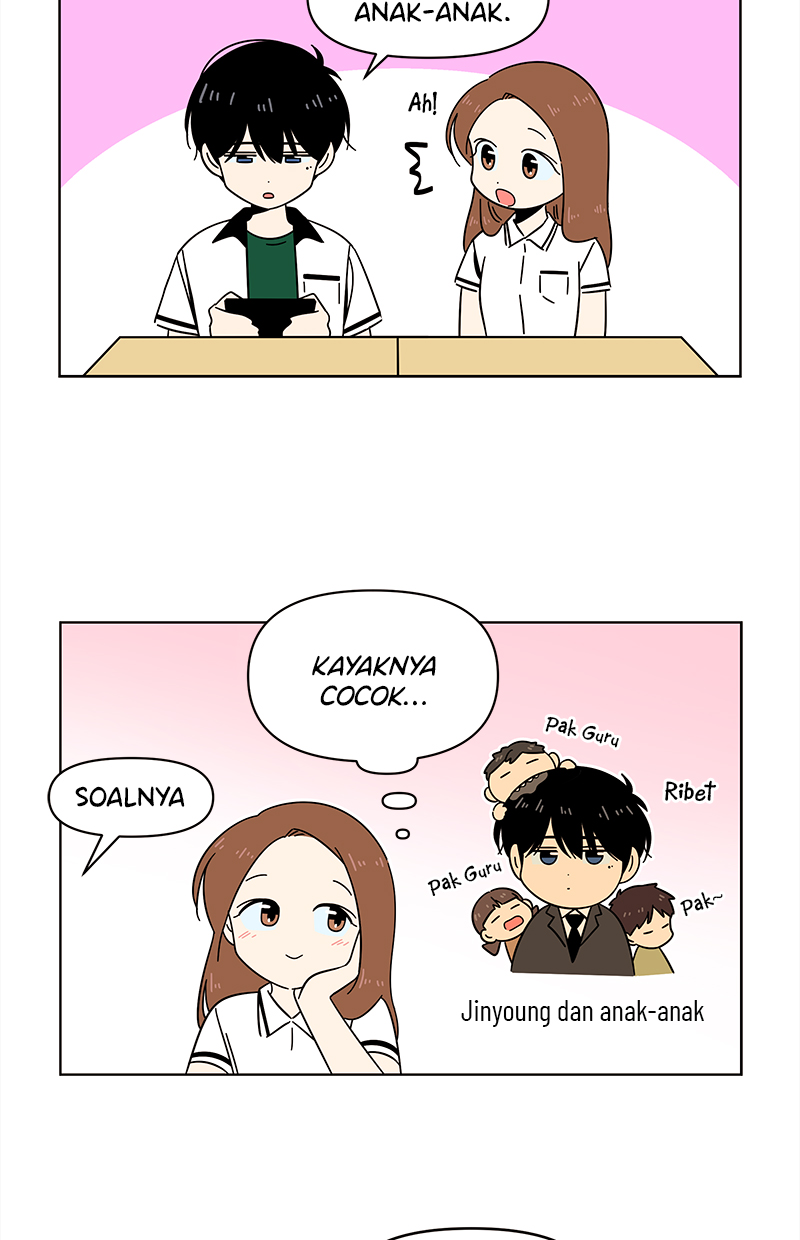 ANAK-ANAK.
Ah!
KAYAKNYA
COCOK...
SOALNYA
Pak Guru
Ribet
Pak Guru
Pak~
Jinyoung dan anak-anak